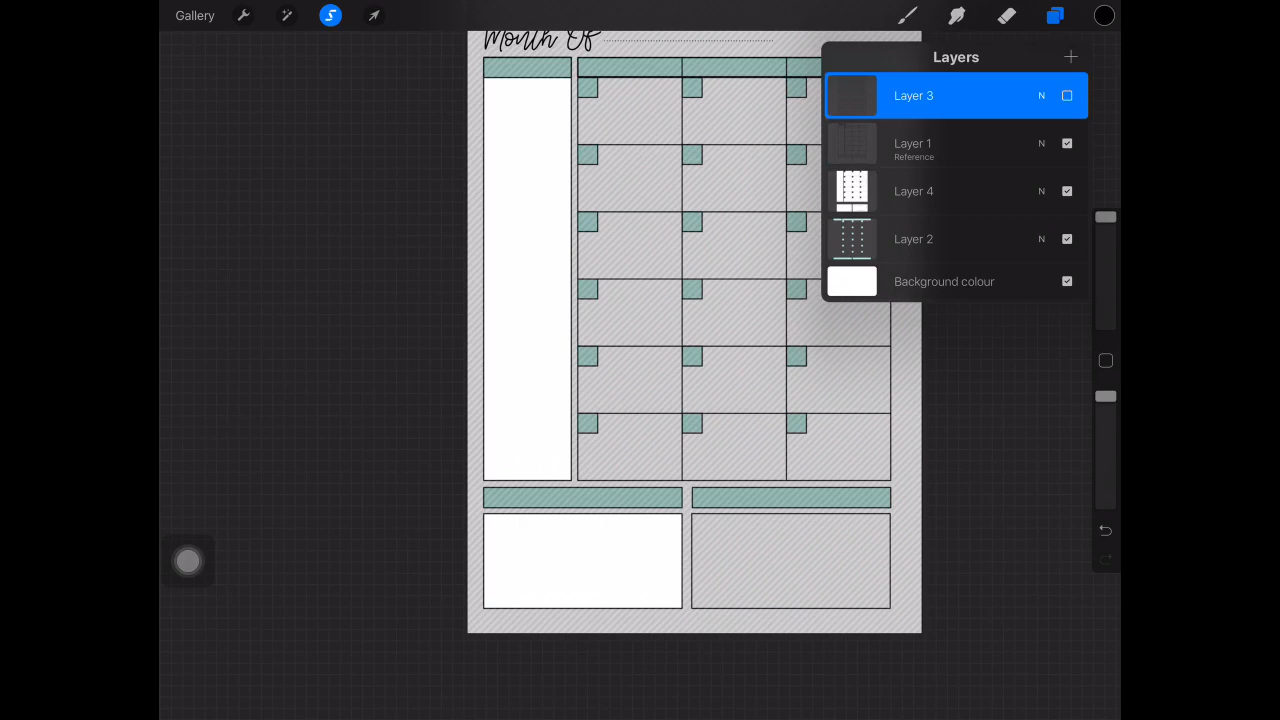 Gallery
Month Of
Layers
Layer 3 N
Layer 1 N
Reference
Layer 4 N
Layer 2 N
Background colour